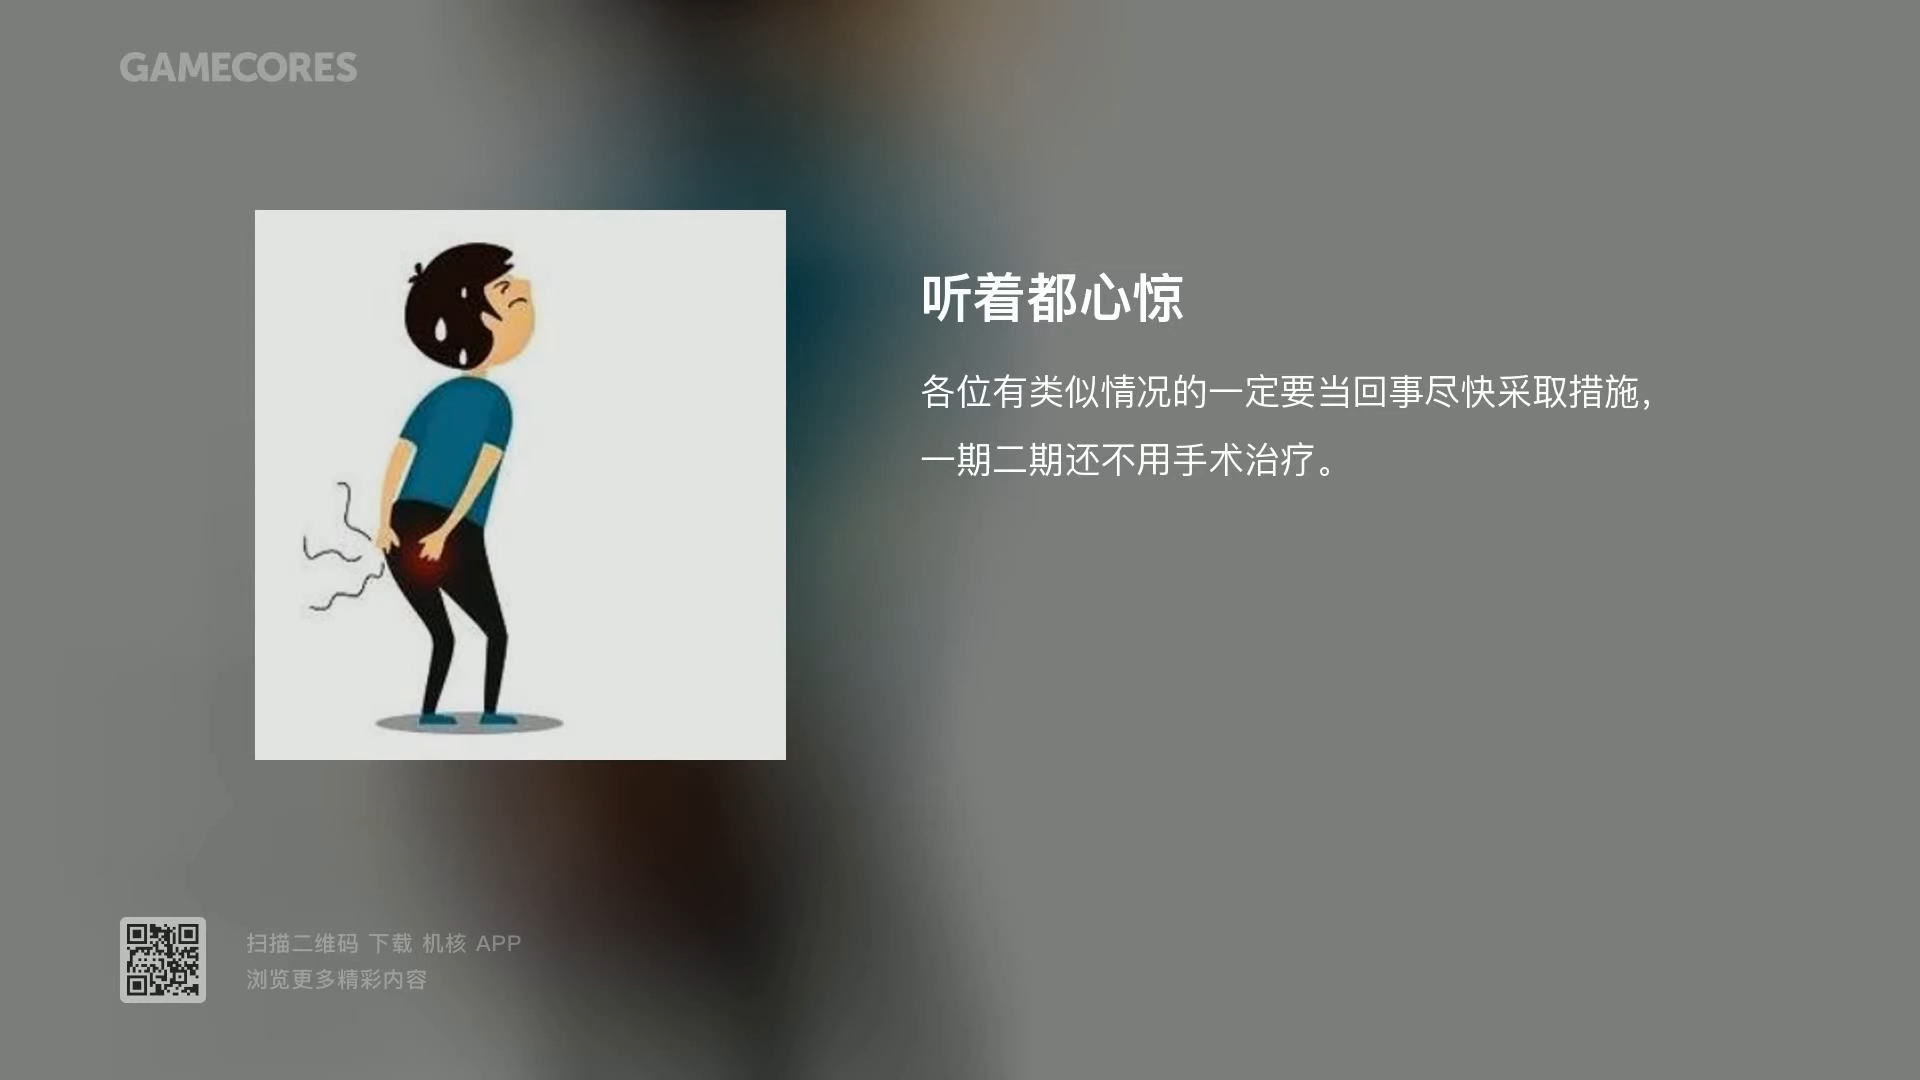 GAMECORES
听着都心惊
各位有类似情况的一定要当回事尽快采取措施，
一期二期还不用手术治疗。
扫描二维码 下载 机核 APP
浏览更多精彩内容